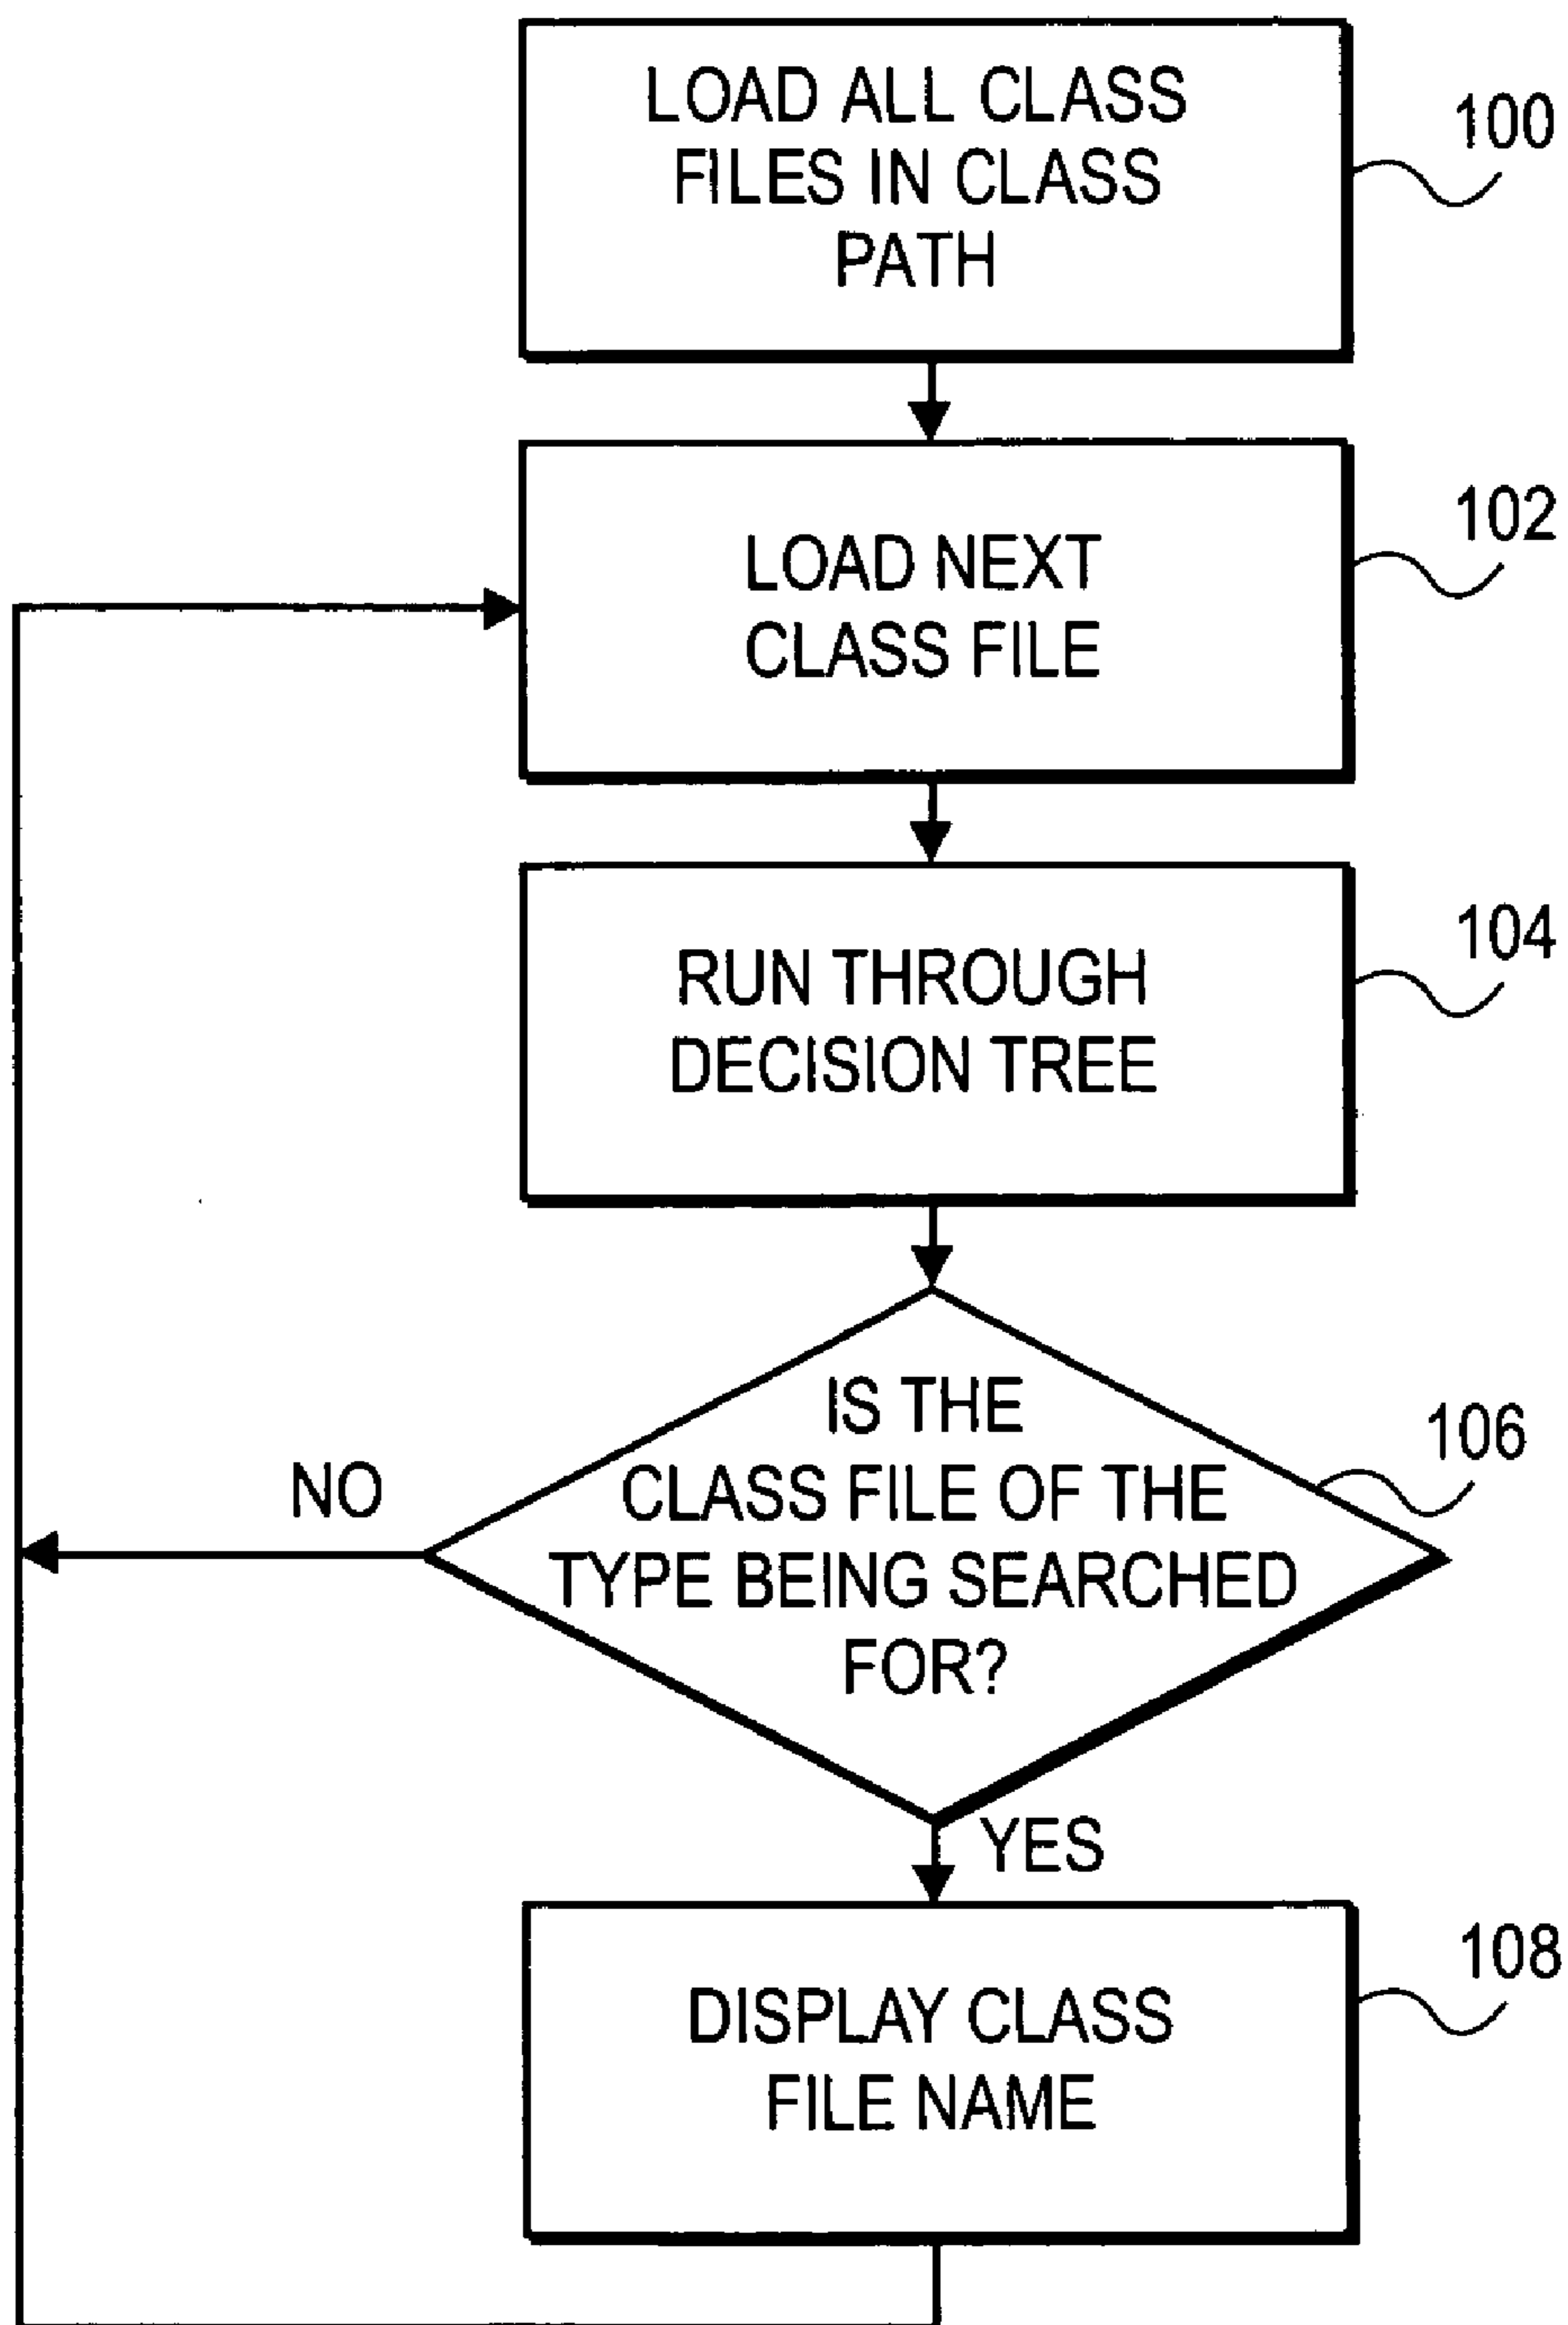 LOAD ALL CLASS
FILES IN CLASS
PATH
100
LOAD NEXT
CLASS FILE
102
RUN THROUGH
DECISION TREE
104
IS THE
CLASS FILE OF THE
TYPE BEING SEARCHED
FOR?
106
NO
YES
DISPLAY CLASS
FILE NAME
108